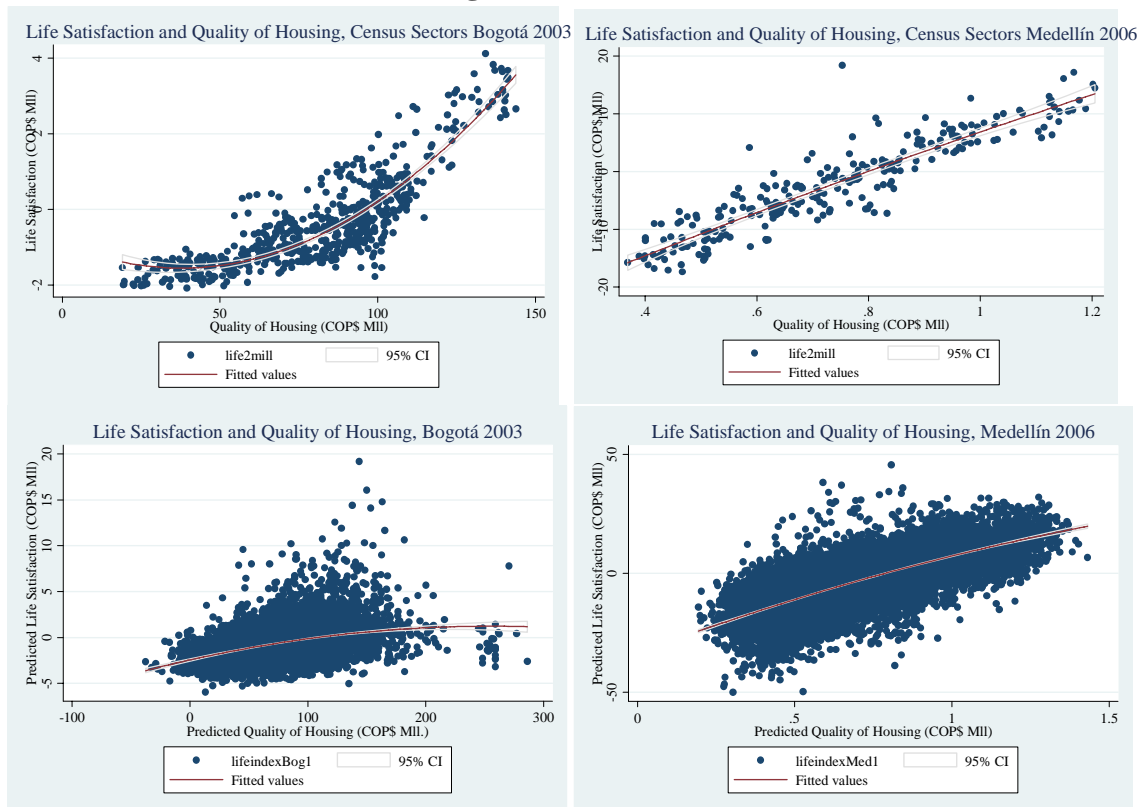 Life Satisfaction and Quality of Housing, Census Sectors Bogotá 2003
Life Satisfaction (COP$ Mll)
4
2
0
-2
0
50
100
150
Quality of Housing (COP$ Mll)
life2mill
95% CI
Fitted values
Life Satisfaction and Quality of Housing, Census Sectors Medellín 2006
Life Satisfaction (COP$ Mll)
20
10
0
-10
-20
.4
.6
.8
1
1.2
Quality of Housing (COP$ Mll)
life2mill
95% CI
Fitted values
Life Satisfaction and Quality of Housing, Bogotá 2003
Predicted Life Satisfaction (COP$ Mll)
20
15
10
5
0
-5
-100
0
100
200
300
Predicted Quality of Housing (COP$ Mll.)
lifeindexBog1
95% CI
Fitted values
Life Satisfaction and Quality of Housing, Medellín 2006
Predicted Life Satisfaction (COP$ Mll)
50
0
-50
0
.5
1
1.5
Predicted Quality of Housing (COP$ Mll)
lifeindexMed1
95% CI
Fitted values